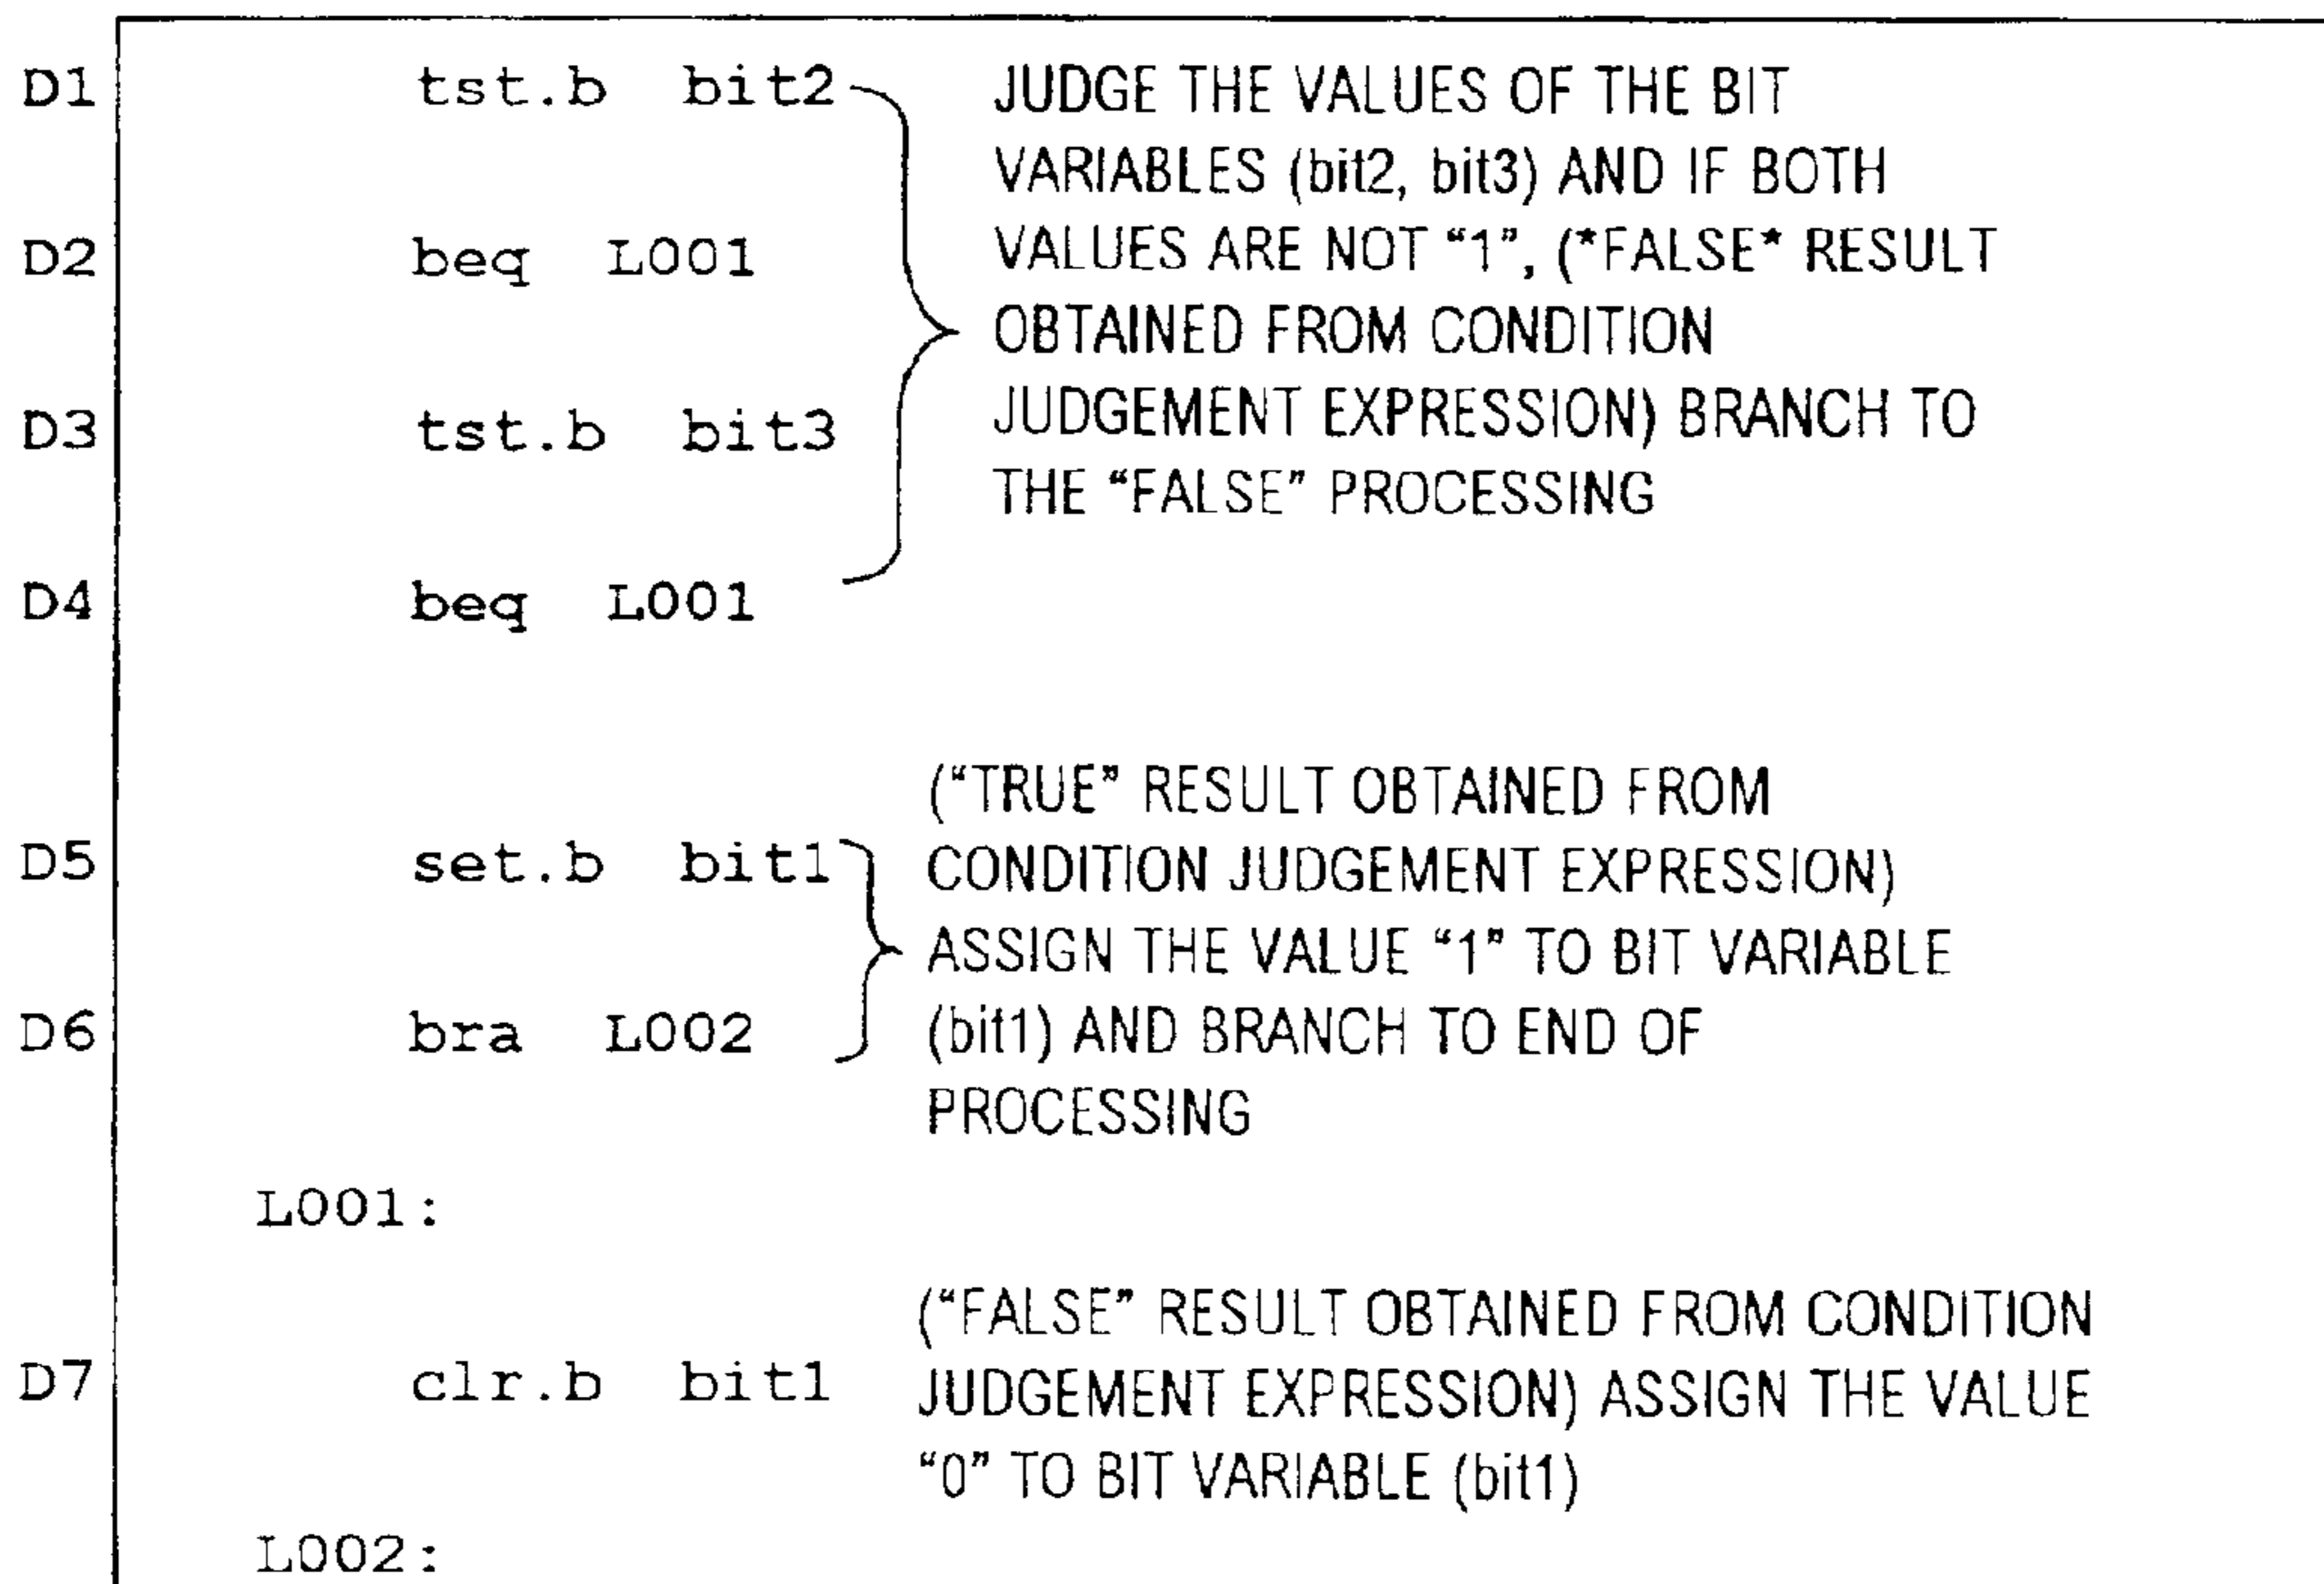 D1 tst.b bit2 JUDGE THE VALUES OF THE BIT
VARIABLES (bit2, bit3) AND IF BOTH
D2 beq L001 VALUES ARE NOT “1”, (*FALSE* RESULT
OBTAINED FROM CONDITION
D3 tst.b bit3 JUDGEMENT EXPRESSION) BRANCH TO
THE “FALSE” PROCESSING
D4 beq L001
(“TRUE” RESULT OBTAINED FROM
D5 set.b bit1 CONDITION JUDGEMENT EXPRESSION)
ASSIGN THE VALUE “1” TO BIT VARIABLE
D6 bra L002 (bit1) AND BRANCH TO END OF
PROCESSING
L001:
(“FALSE” RESULT OBTAINED FROM CONDITION
D7 clr.b bit1 JUDGEMENT EXPRESSION) ASSIGN THE VALUE
“0” TO BIT VARIABLE (bit1)
L002: